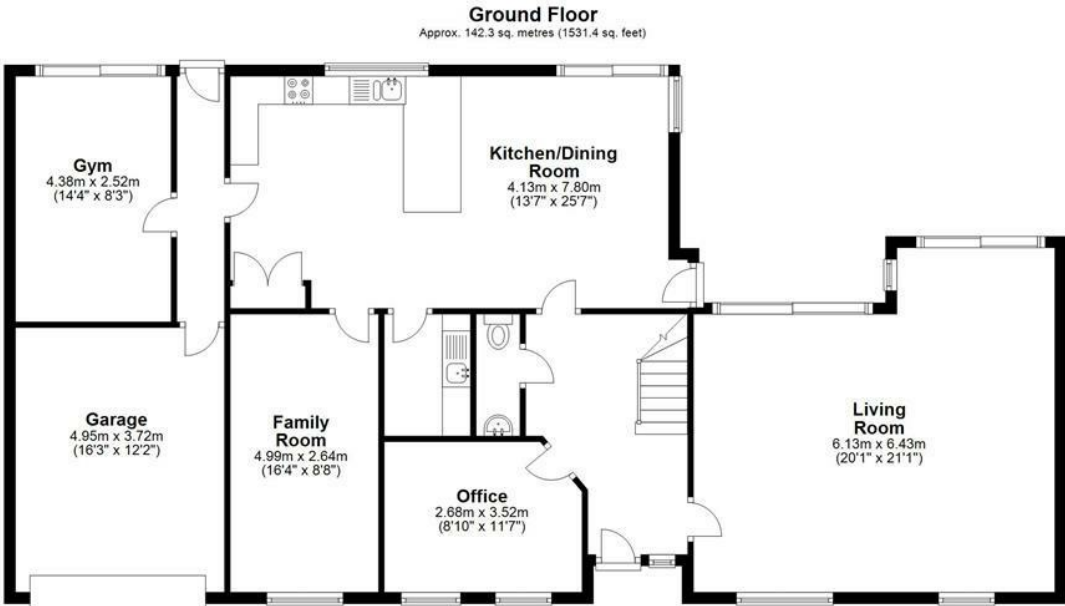 Ground Floor
Approx. 142.3 sq. metres (1531.4 sq. feet)
Gym
4.38m x 2.52m
(14'4" x 8'3")
Kitchen/Dining
Room
4.13m x 7.80m
(13'7" x 25'7")
Garage
4.95m x 3.72m
(16'3" x 12'2")
Family
Room
4.99m x 2.64m
(16'4" x 8'8")
Office
2.68m x 3.52m
(8'10" x 11'7")
Living
Room
6.13m x 6.43m
(20'1" x 21'1")